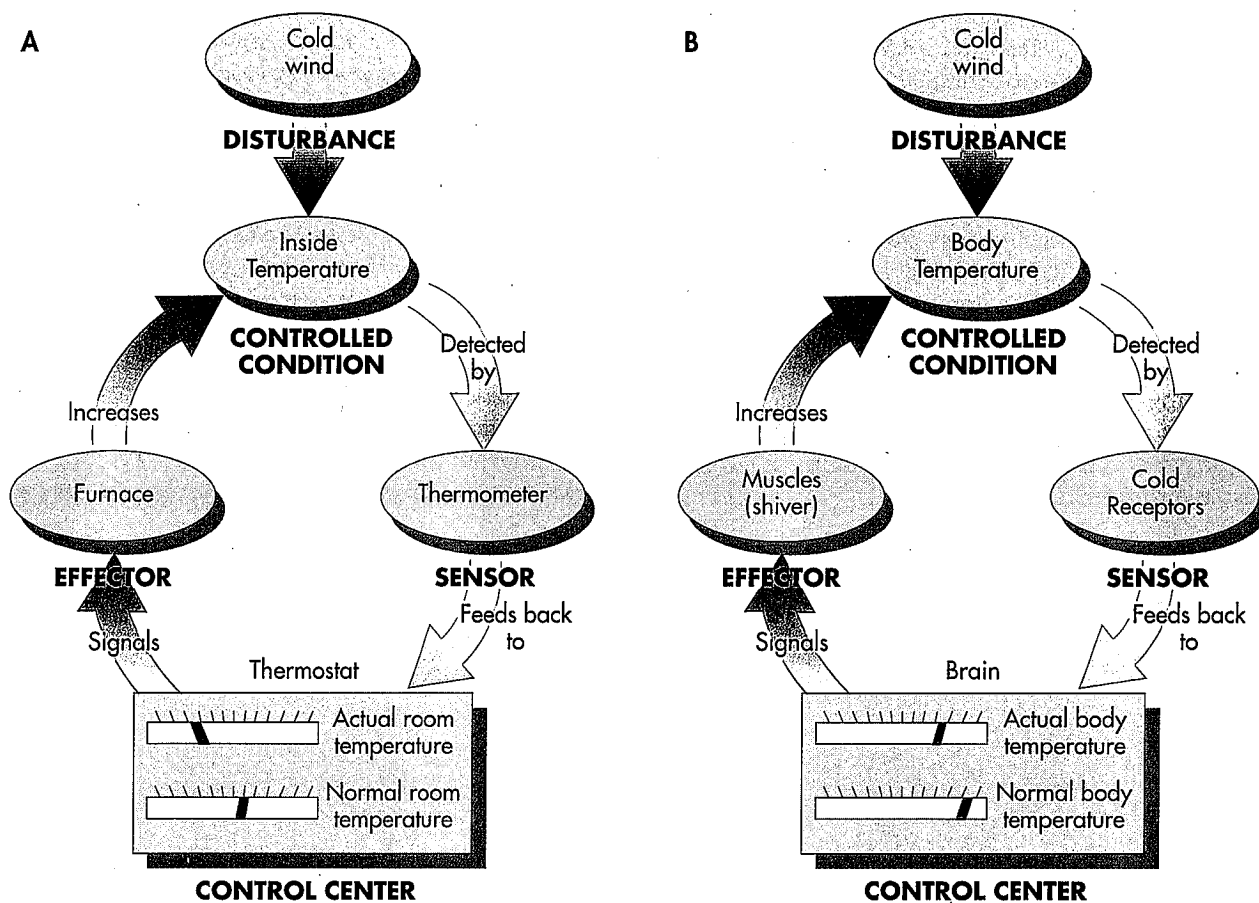 A
Cold
wind
DISTURBANCE
Inside
Temperature
CONTROLLED
CONDITION
Detected
by
Increases
Furnace
Thermometer
EFFECTOR
SENSOR
Signals
Feeds back
to
Thermostat
Actual room
temperature
Normal room
temperature
CONTROL CENTER
B
Cold
wind
DISTURBANCE
Body
Temperature
CONTROLLED
CONDITION
Detected
by
Increases
Muscles
(shiver)
Cold
Receptors
EFFECTOR
SENSOR
Signals
Feeds back
to
Brain
Actual body
temperature
Normal body
temperature
CONTROL CENTER